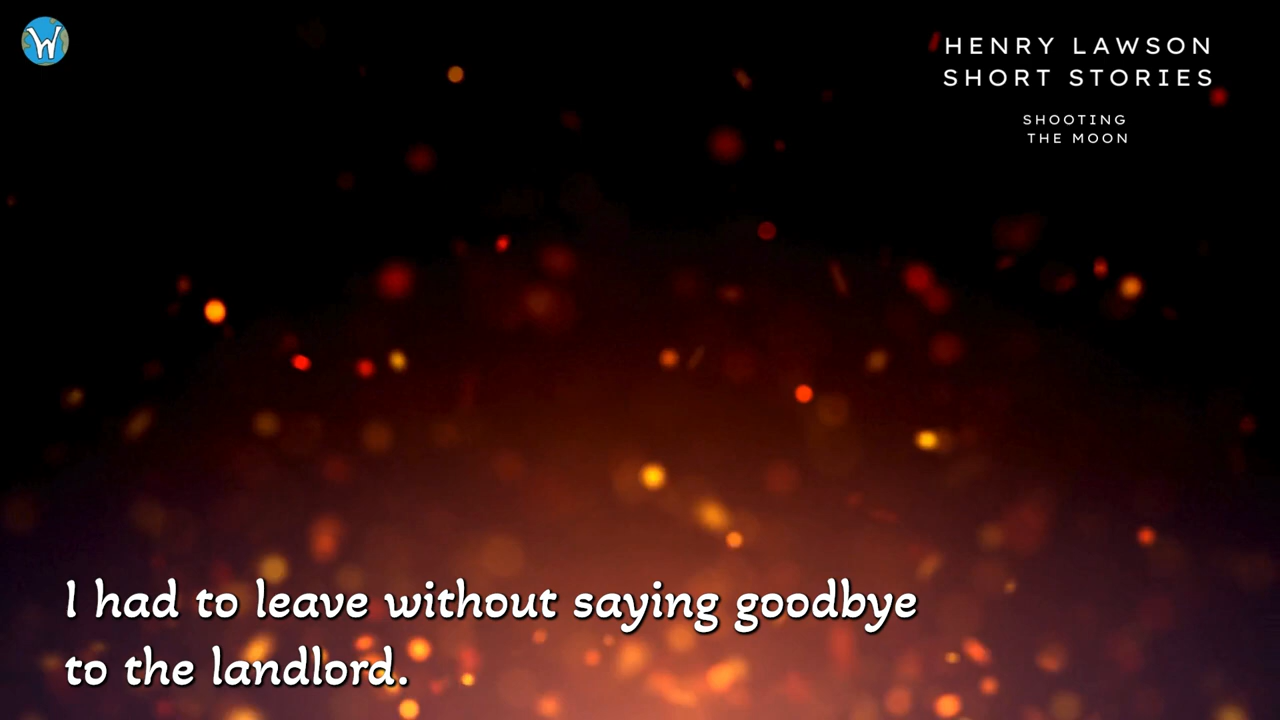 W
HENRY LAWSON
SHORT STORIES
SHOOTING
THE MOON
I had to leave without saying goodbye
to the landlord.